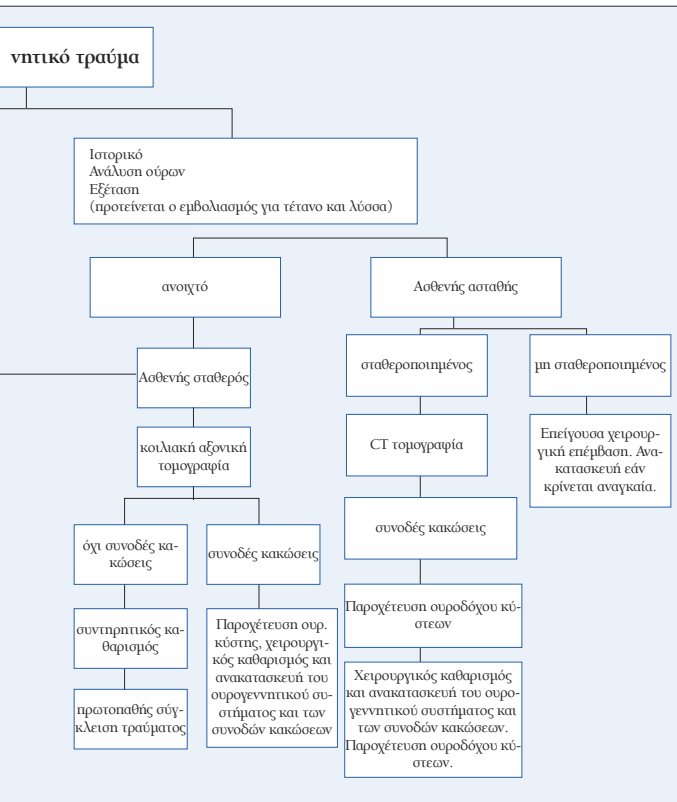 νητικό τραύμα
Ιστορικό
Ανάλυση ούρων
Εξέταση
(προτείνεται ο εμβολιασμός για τέτανο και λύσσα)
ανοιχτό
Ασθενής ασταθής
Ασθενής σταθερός
σταθεροποιημένος
μη σταθεροποιημένος
κοιλιακή αξονική
τομογραφία
CT τομογραφία
Επείγουσα χειρουρ-
γική επέμβαση. Ανα-
κατασκευή εάν
κρίνεται αναγκαία.
όχι συνοδές κα-
κώσεις
συνοδές κακώσεις
συνοδές κακώσεις
συντηρητικός κα-
θαρισμός
Παροχέτευση ουρ.
κύστης, χειρουργι-
κός καθαρισμός και
ανακατασκευή του
ουρογεννητικού συ-
στήματος και των
συνοδών κακώσεων
Παροχέτευση ουροδόχου κύ-
στεων
πρωτοπαθής σύγ-
κλειση τραύματος
Χειρουργικός καθαρισμός
και ανακατασκευή του ουρο-
γεννητικού συστήματος και
των συνοδών κακώσεων.
Παροχέτευση ουροδόχου κύ-
στεων.